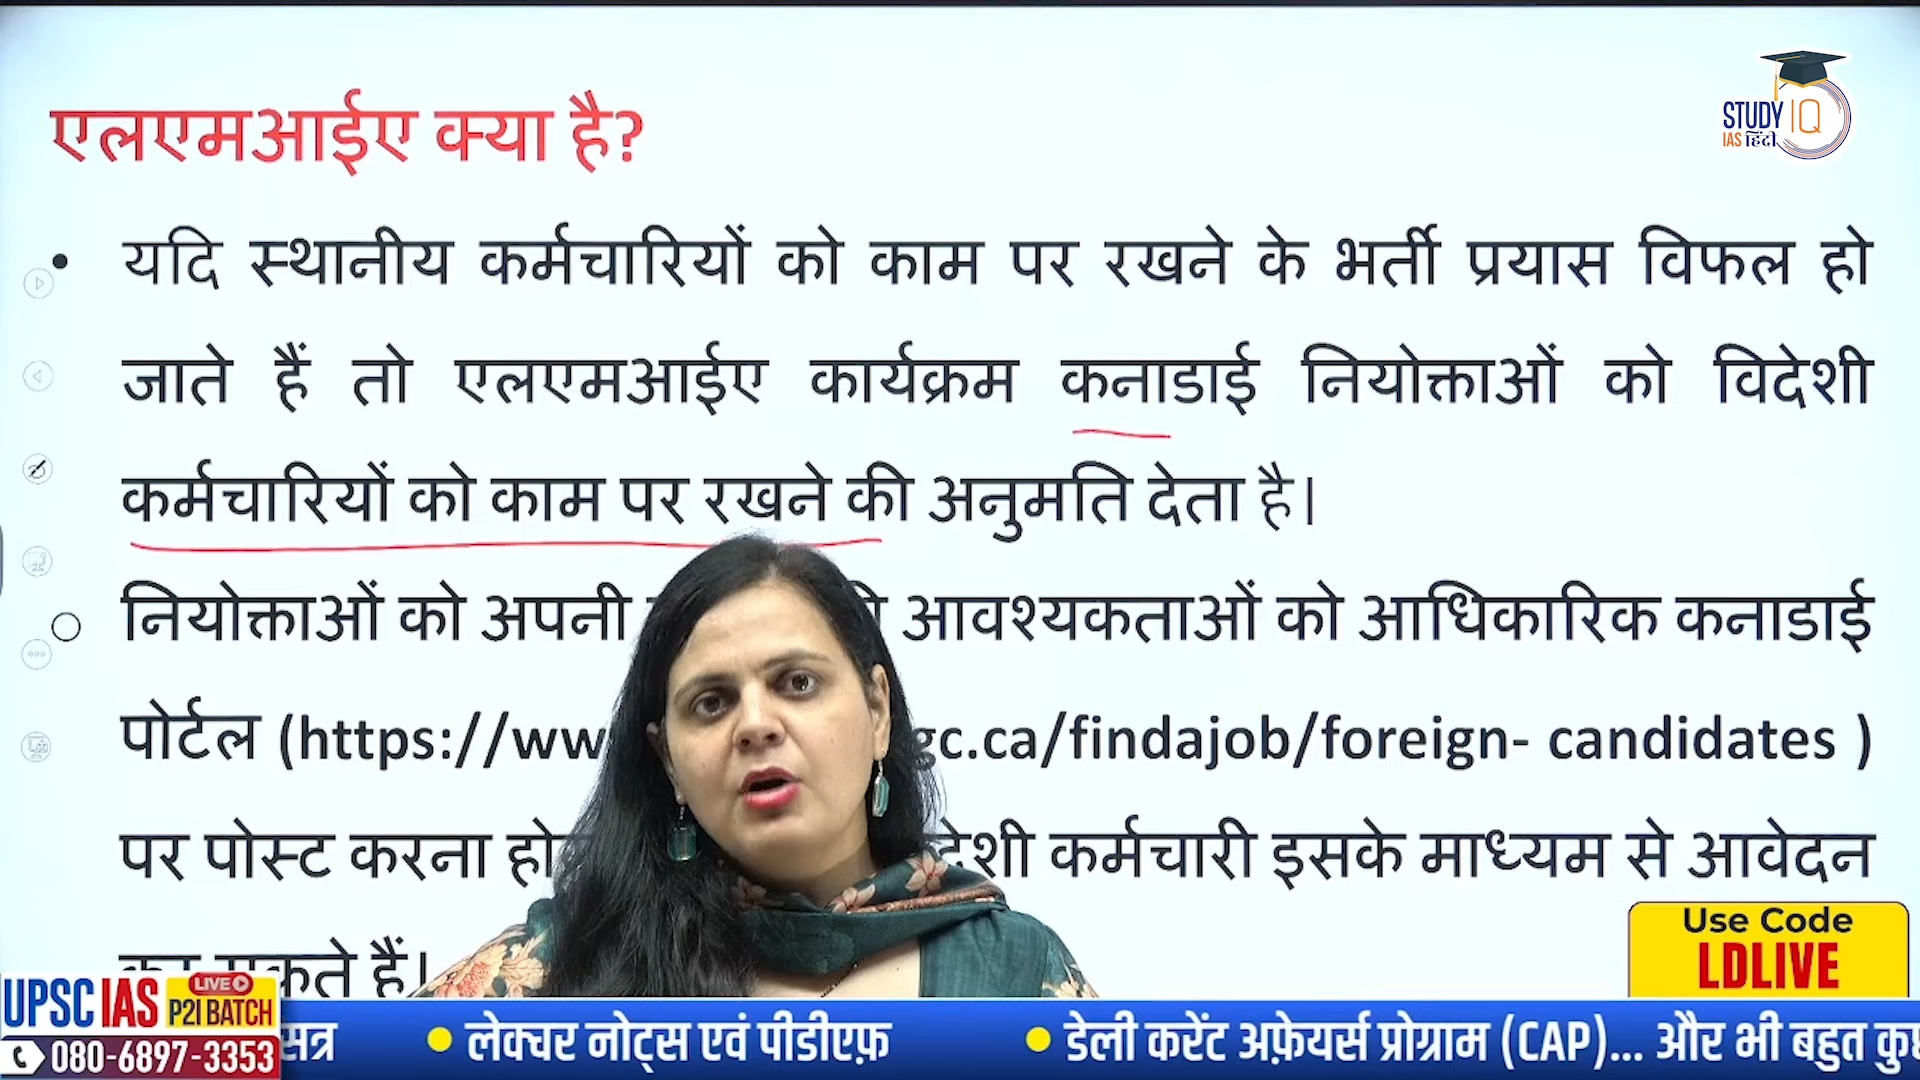 STUDY IQ
IAS हिंदी
एलएमआईए क्या है?
• यदि स्थानीय कर्मचारियों को काम पर रखने के भर्ती प्रयास विफल हो
जाते हैं तो एलएमआईए कार्यक्रम कनाडाई नियोक्ताओं को विदेशी
कर्मचारियों को काम पर रखने की अनुमति देता है।
नियोक्ताओं को अपनी आवश्यकताओं को आधिकारिक कनाडाई
पोर्टल (https://ww gc.ca/findajob/foreign- candidates )
पर पोस्ट करना कर्मचारी इसके माध्यम से आवेदन
हैं।
Use Code
LDLIVE
UPSC IAS LIVE
P2I BATCH
080-6897-3353
सत्र • लेक्चर नोट्स एवं पीडीएफ़ • डेली करेंट अफ़ेयर्स प्रोग्राम (CAP)... और भी बहुत